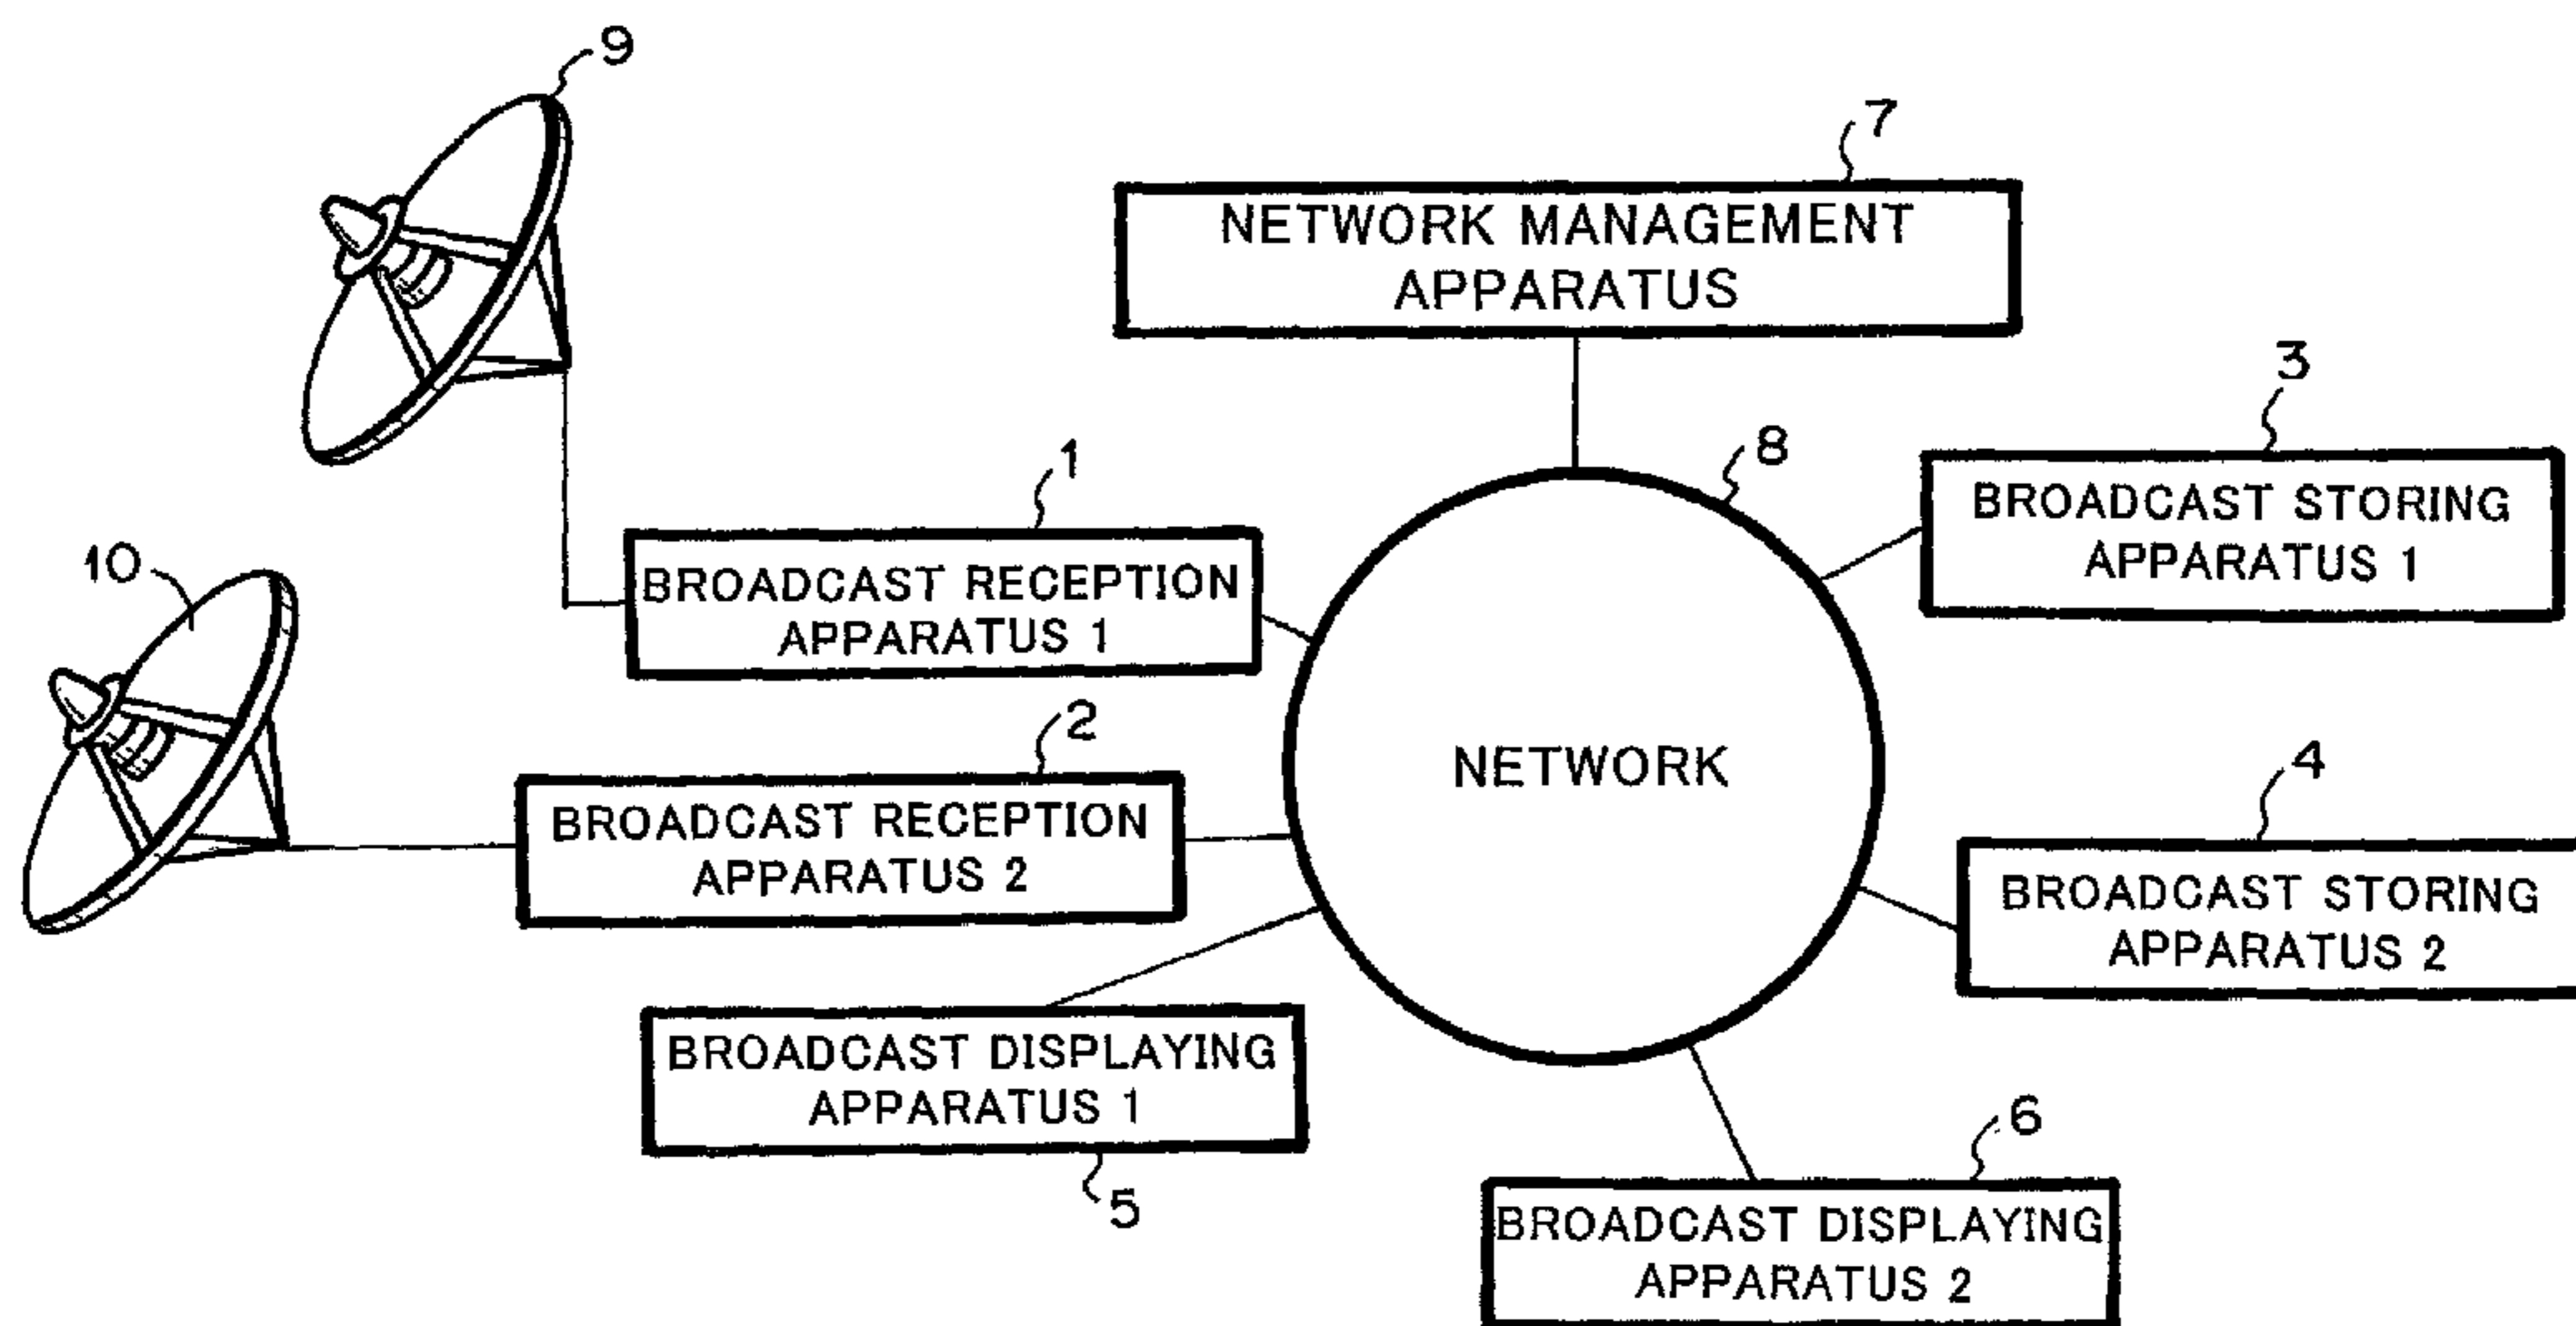 9
7
NETWORK MANAGEMENT
APPARATUS
3
8
1
BROADCAST STORING
APPARATUS 1
10
BROADCAST RECEPTION
APPARATUS 1
2
NETWORK
4
BROADCAST RECEPTION
APPARATUS 2
BROADCAST STORING
APPARATUS 2
BROADCAST DISPLAYING
APPARATUS 1
5
6
BROADCAST DISPLAYING
APPARATUS 2